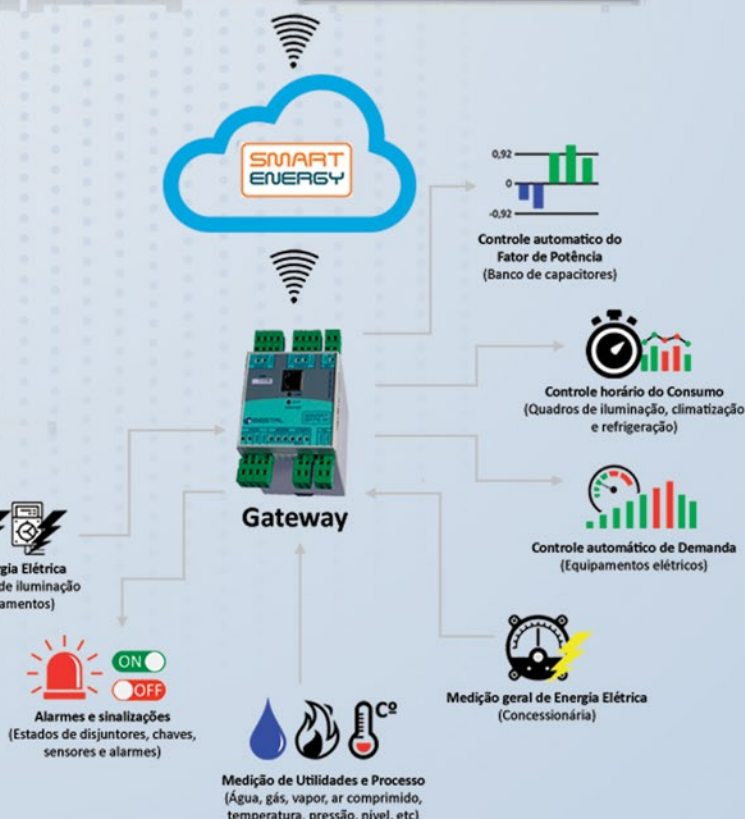 SMART
ENERGY
0,92
0
-0,92
Controle automatico do
Fator de Potência
(Banco de capacitores)
Controle horário do Consumo
(Quadros de iluminação, climatização
e refrigeração)
Gateway
Controle automático de Demanda
(Equipamentos elétricos)
rgia Elétrica
de iluminação
amentos)
ON
OFF
Alarmes e sinalizações
(Estados de disjuntores, chaves,
sensores e alarmes)
Medição geral de Energia Elétrica
(Concessionária)
Cº
Medição de Utilidades e Processo
(Água, gás, vapor, ar comprimido,
temperatura, pressão, nível, etc)